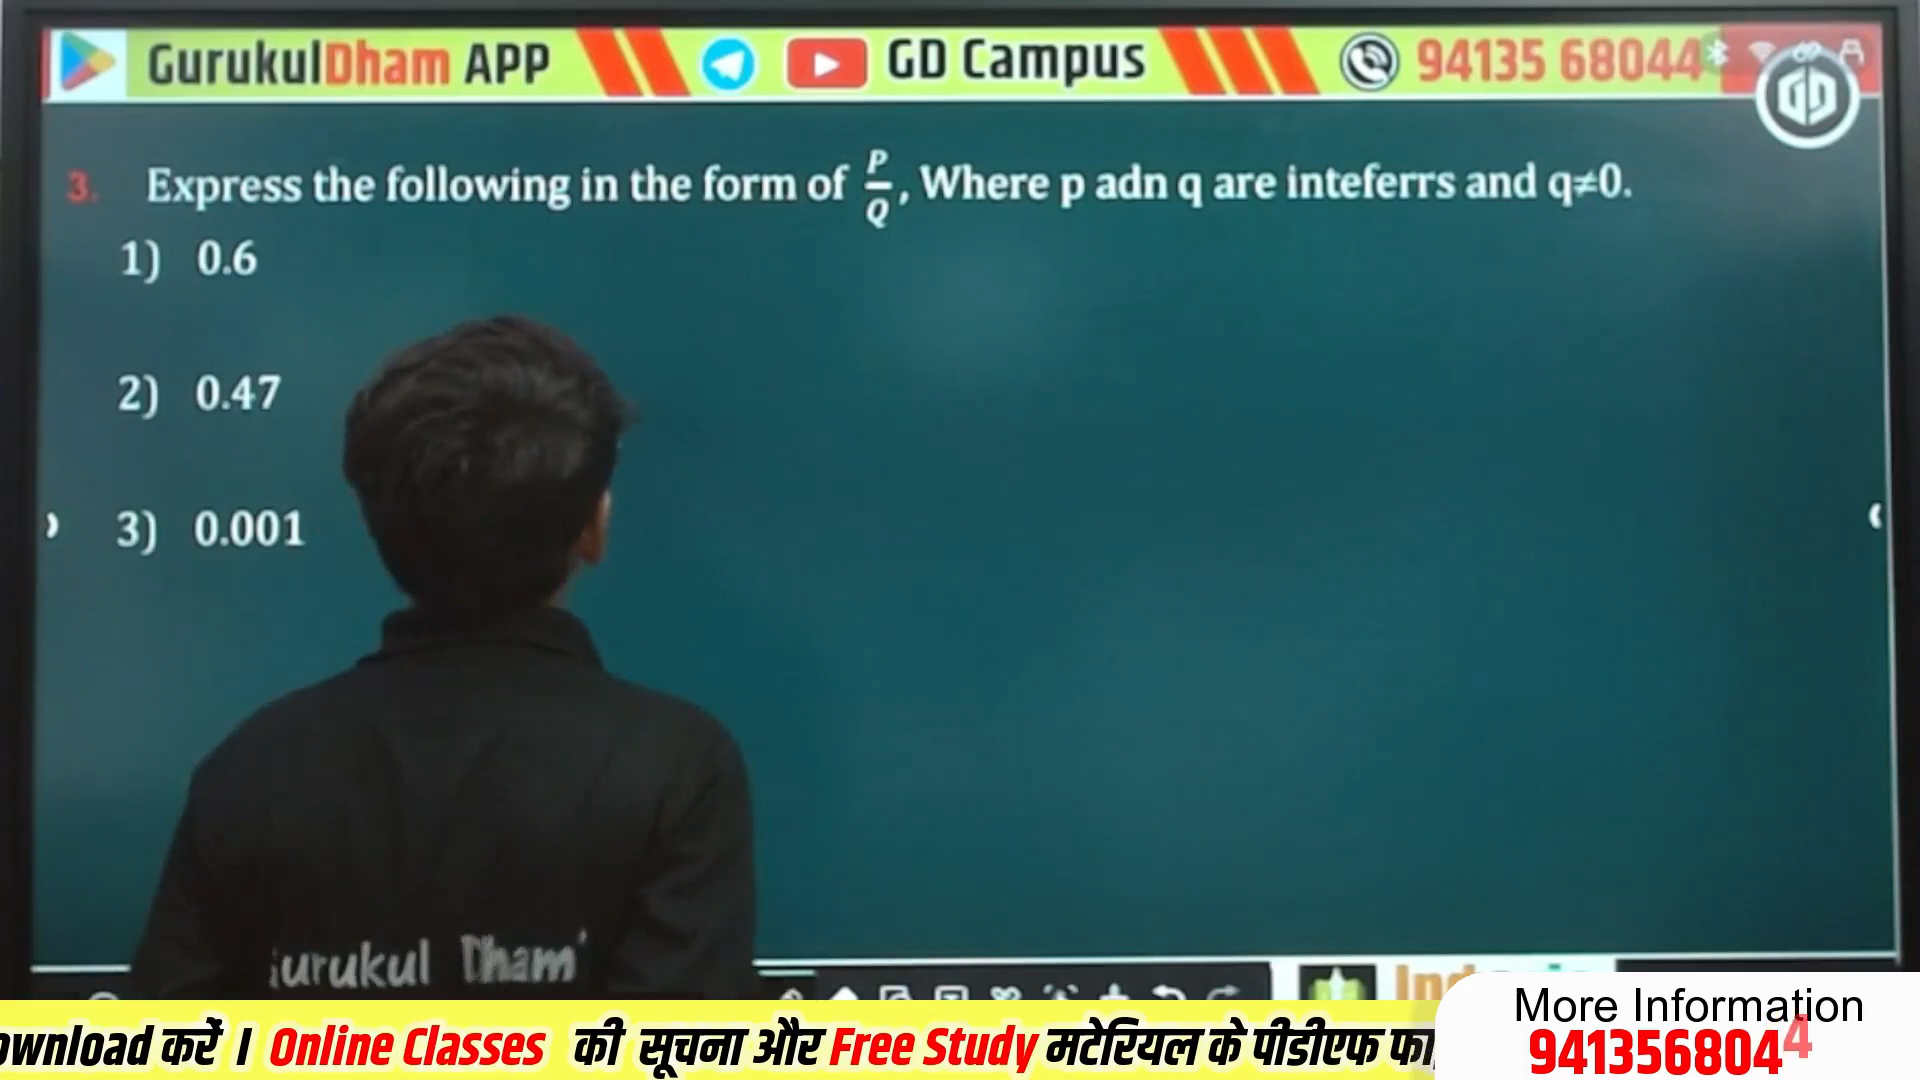 GurukulDham APP GD Campus 94135 68044
3. Express the following in the form of P/Q, Where p adn q are inteferrs and q≠0.
1) 0.6
2) 0.47
3) 0.001
urukul Dham
More Information
ownload करें । Online Classes की सूचना और Free Study मटेरियल के पीडीएफ फा
9413568044